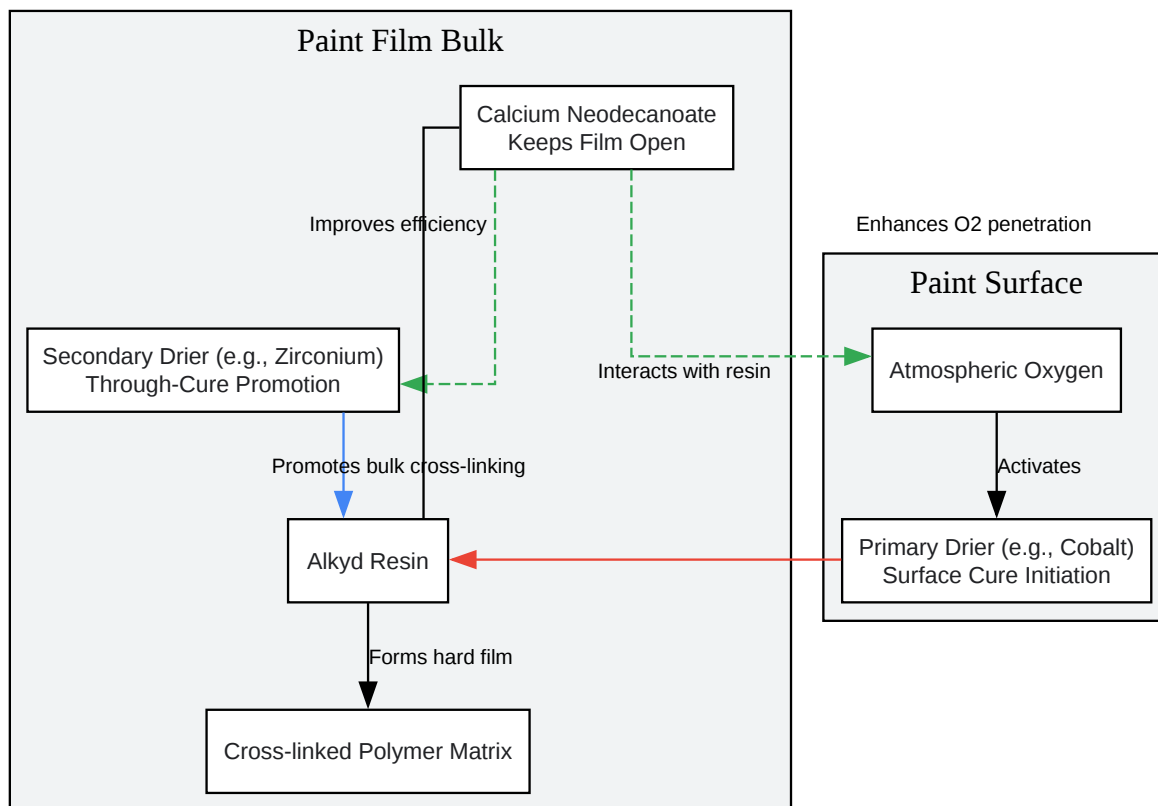 Paint Film Bulk
Calcium Neodecanoate
Keeps Film Open
Improves efficiency
Enhances O2 penetration
Paint Surface
Secondary Drier (e.g., Zirconium)
Through-Cure Promotion
Interacts with resin
Atmospheric Oxygen
Promotes bulk cross-linking
Activates
Alkyd Resin
Primary Drier (e.g., Cobalt)
Surface Cure Initiation
Forms hard film
Cross-linked Polymer Matrix